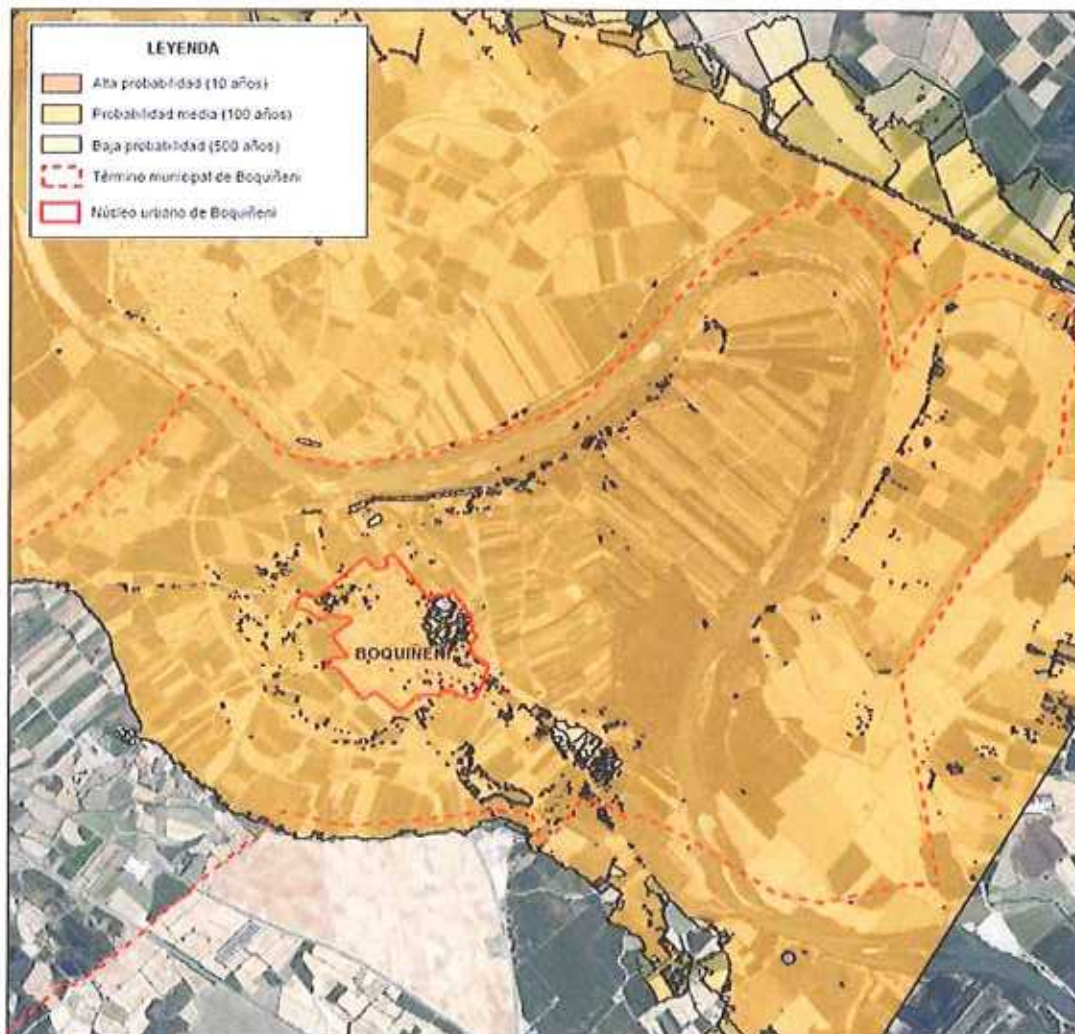 LEYENDA
Alta probabilidad (10 años)
Probabilidad media (100 años)
Baja probabilidad (500 años)
Término municipal de Boquiñeni
Núcleo urbano de Boquiñeni
BOQUIÑENI